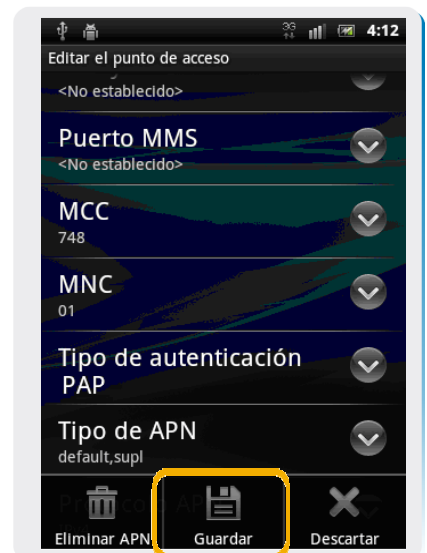 3G 4:12
Editar el punto de acceso
<No establecido>
Puerto MMS
<No establecido>
MCC
748
MNC
01
Tipo de autenticación
PAP
Tipo de APN
default,supl
Eliminar APN Guardar Descartar